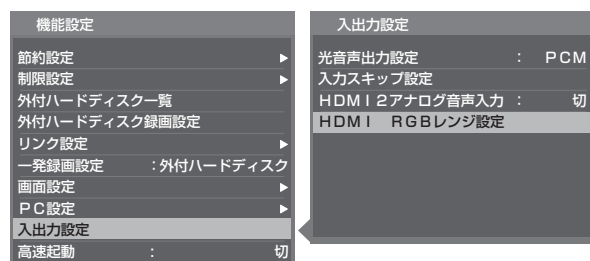 機能設定
節約設定
制限設定
外付ハードディスク一覧
外付ハードディスク録画設定
リンク設定
一発録画設定 :外付ハードディスク
画面設定
PC設定
入出力設定
高速起動 : 切
入出力設定
光音声出力設定 : PCM
入力スキップ設定
HDMI2アナログ音声入力 : 切
HDMI RGBレンジ設定